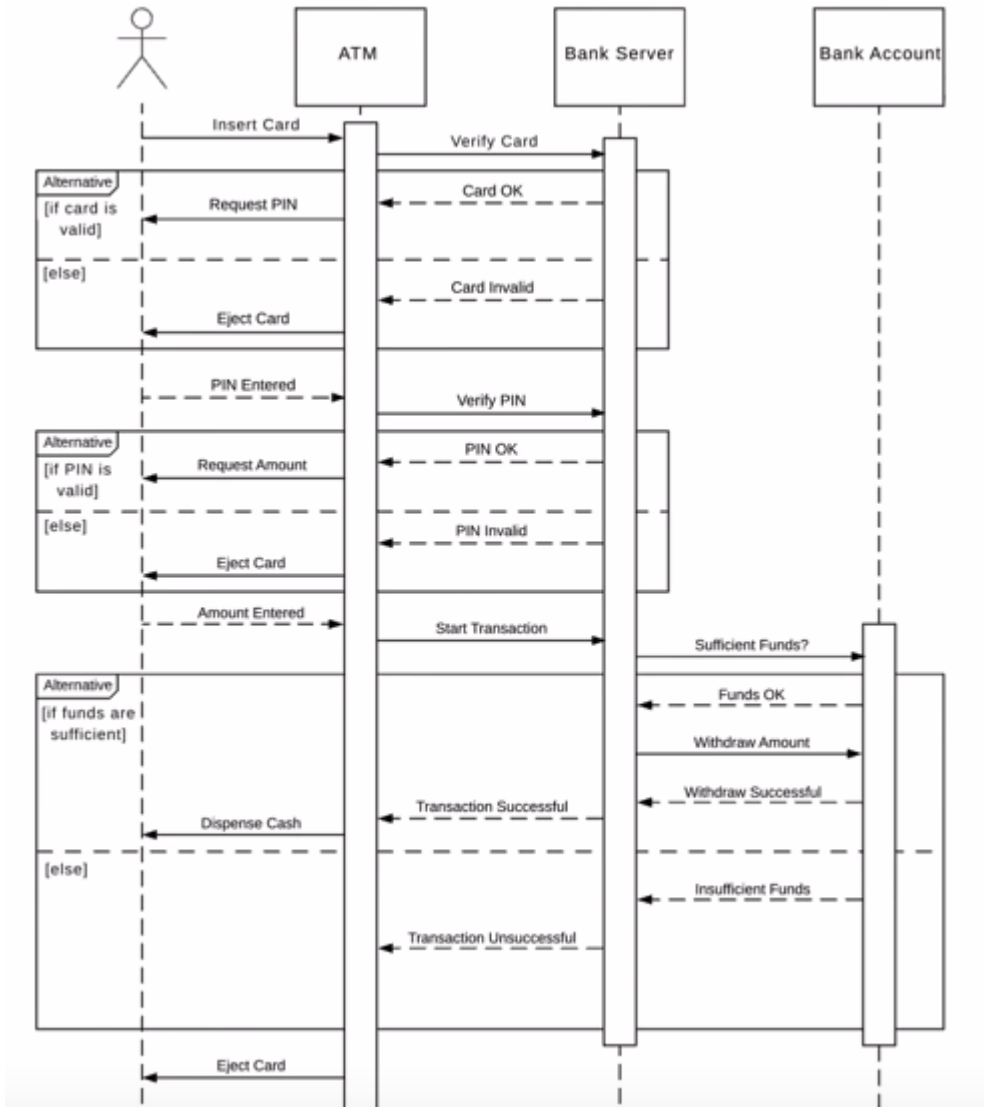 ATM
Bank Server
Bank Account
Insert Card
Verify Card
Alternative
Card OK
[if card is
valid]
Request PIN
[else]
Card Invalid
Eject Card
PIN Entered
Verify PIN
Alternative
PIN OK
[if PIN is
valid]
Request Amount
[else]
PIN Invalid
Eject Card
Amount Entered
Start Transaction
Sufficient Funds?
Alternative
Funds OK
[if funds are
sufficient]
Withdraw Amount
Withdraw Successful
Transaction Successful
Dispense Cash
[else]
Insufficient Funds
Transaction Unsuccessful
Eject Card